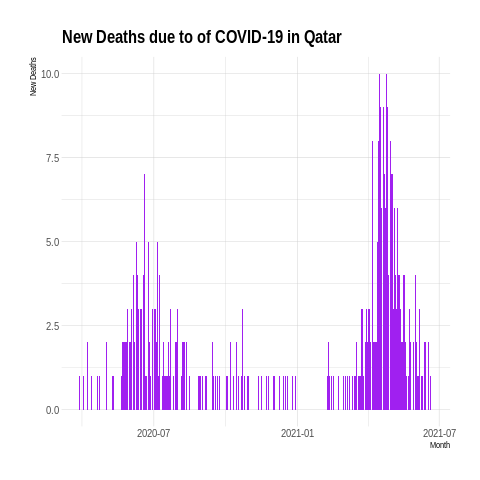 New Deaths due to of COVID-19 in Qatar
New Deaths
10.0
7.5
5.0
2.5
0.0
2020-07
2021-01
2021-07
Month